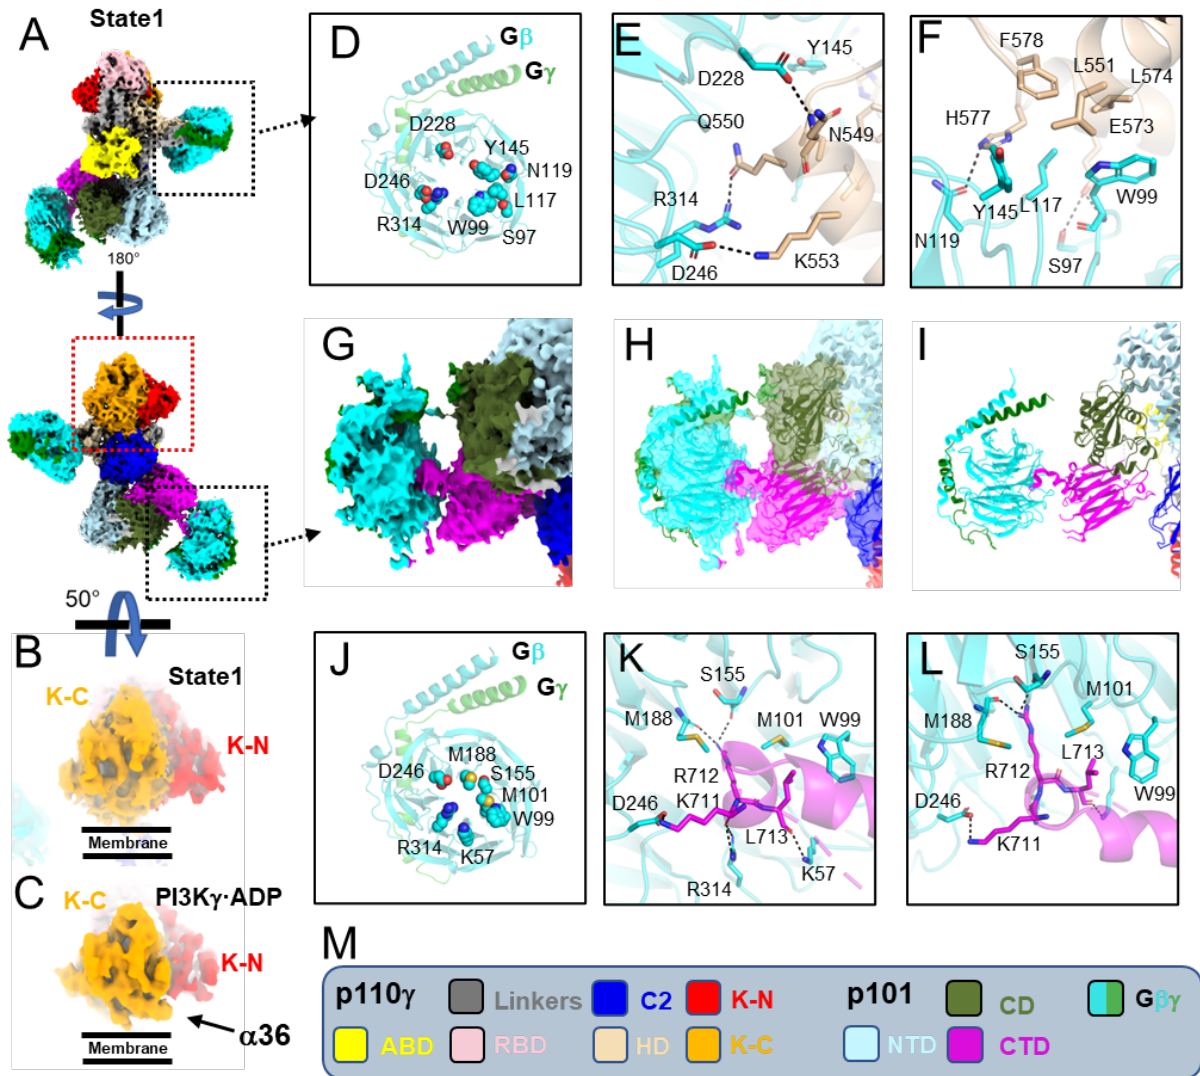 A
State1
180°
50°
B
State1
K-C
K-N
Membrane
C
K-C
PI3Kγ·ADP
K-N
Membrane
α36
D
Gβ
Gγ
D228
Y145
N119
D246
L117
R314
W99
S97
E
Y145
D228
Q550
N549
R314
D246
K553
F
F578
L551
L574
H577
E573
Y145
L117
W99
N119
S97
G
H
I
J
Gβ
Gγ
M188
D246
S155
M101
W99
R314
K57
K
S155
M188
M101
W99
R712
D246
K711
L713
K57
R314
L
S155
M101
M188
L713
R712
W99
D246
K711
M
p110γ
Linkers
C2
K-N
p101
CD
Gβγ
ABD
RBD
HD
K-C
NTD
CTD